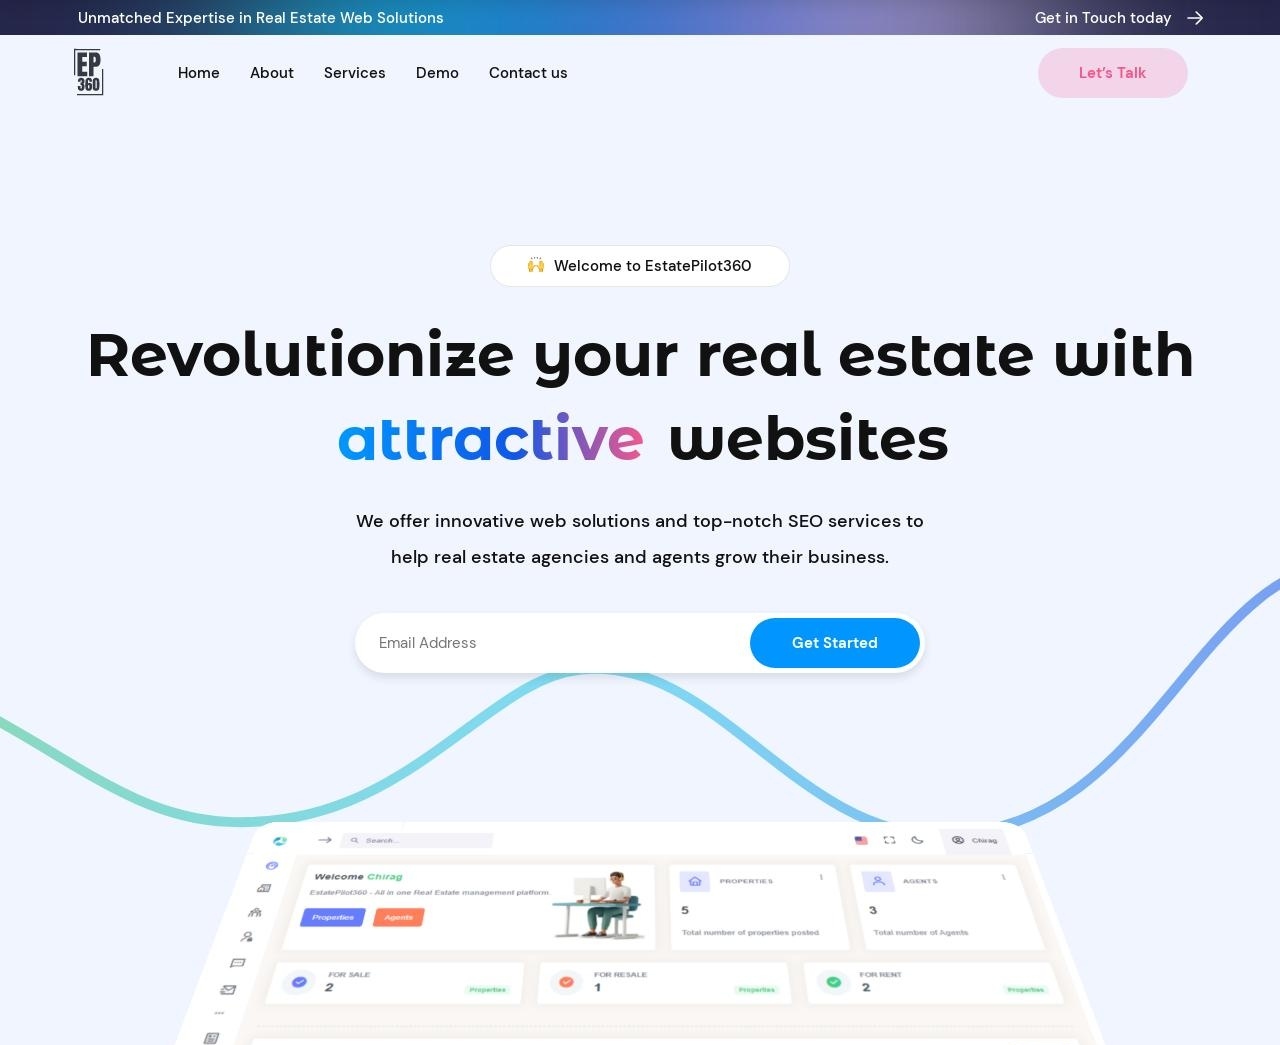 Unmatched Expertise in Real Estate Web Solutions
Get in Touch today
EP
360
Home
About
Services
Demo
Contact us
Let's Talk
Welcome to EstatePilot360
Revolutionize your real estate with
attractive websites
We offer innovative web solutions and top-notch SEO services to
help real estate agencies and agents grow their business.
Email Address
Get Started
Search...
Chirag
Welcome Chirag
EstatePilot360 - All in one Real Estate management platform.
Properties
Agents
PROPERTIES
5
Total number of properties posted
AGENTS
3
Total number of Agents
FOR SALE
2
Properties
FOR RESALE
1
Properties
FOR RENT
2
Properties